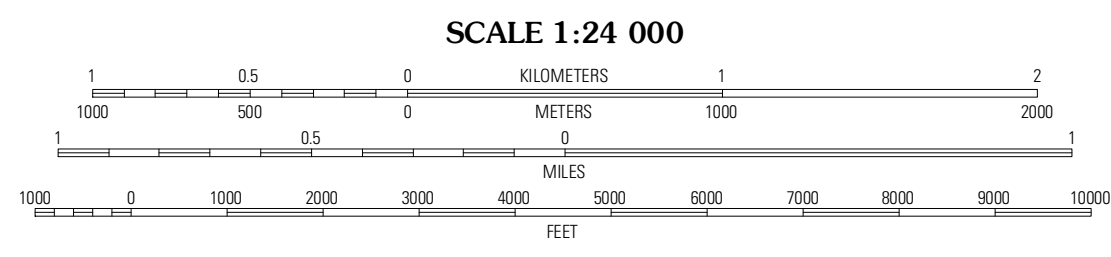 SCALE 1:24 000
1 0.5 0 KILOMETERS 1 2
1000 500 0 METERS 1000 2000
1 0.5 0 1
MILES
1000 0 1000 2000 3000 4000 5000 6000 7000 8000 9000 10000
FEET